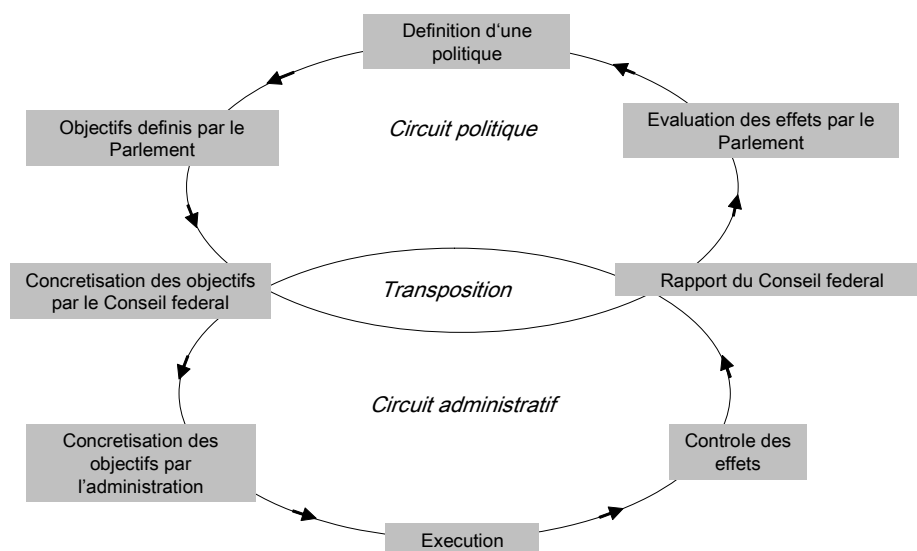 Definition d‘une
politique
Objectifs definis par le
Parlement
Circuit politique
Evaluation des effets par le
Parlement
Concretisation des objectifs
par le Conseil federal
Transposition
Rapport du Conseil federal
Circuit administratif
Concretisation des
objectifs par
l’administration
Controle des
effets
Execution